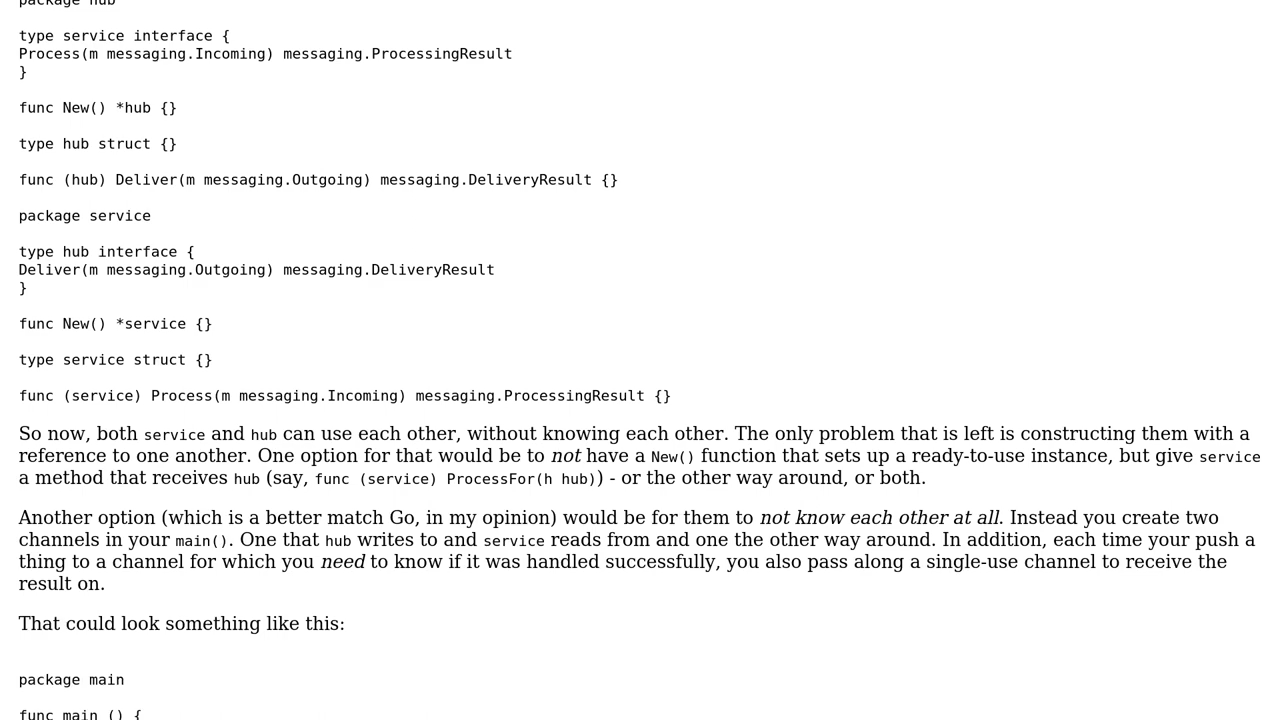 package hub
type service interface {
Process(m messaging.Incoming) messaging.ProcessingResult
}
func New() *hub {}
type hub struct {}
func (hub) Deliver(m messaging.Outgoing) messaging.DeliveryResult {}
package service
type hub interface {
Deliver(m messaging.Outgoing) messaging.DeliveryResult
}
func New() *service {}
type service struct {}
func (service) Process(m messaging.Incoming) messaging.ProcessingResult {}
So now, both service and hub can use each other, without knowing each other. The only problem that is left is constructing them with a
reference to one another. One option for that would be to not have a New() function that sets up a ready-to-use instance, but give service
a method that receives hub (say, func (service) ProcessFor(h hub)) - or the other way around, or both.
Another option (which is a better match Go, in my opinion) would be for them to not know each other at all. Instead you create two
channels in your main(). One that hub writes to and service reads from and one the other way around. In addition, each time your push a
thing to a channel for which you need to know if it was handled successfully, you also pass along a single-use channel to receive the
result on.
That could look something like this:
package main
func main () {